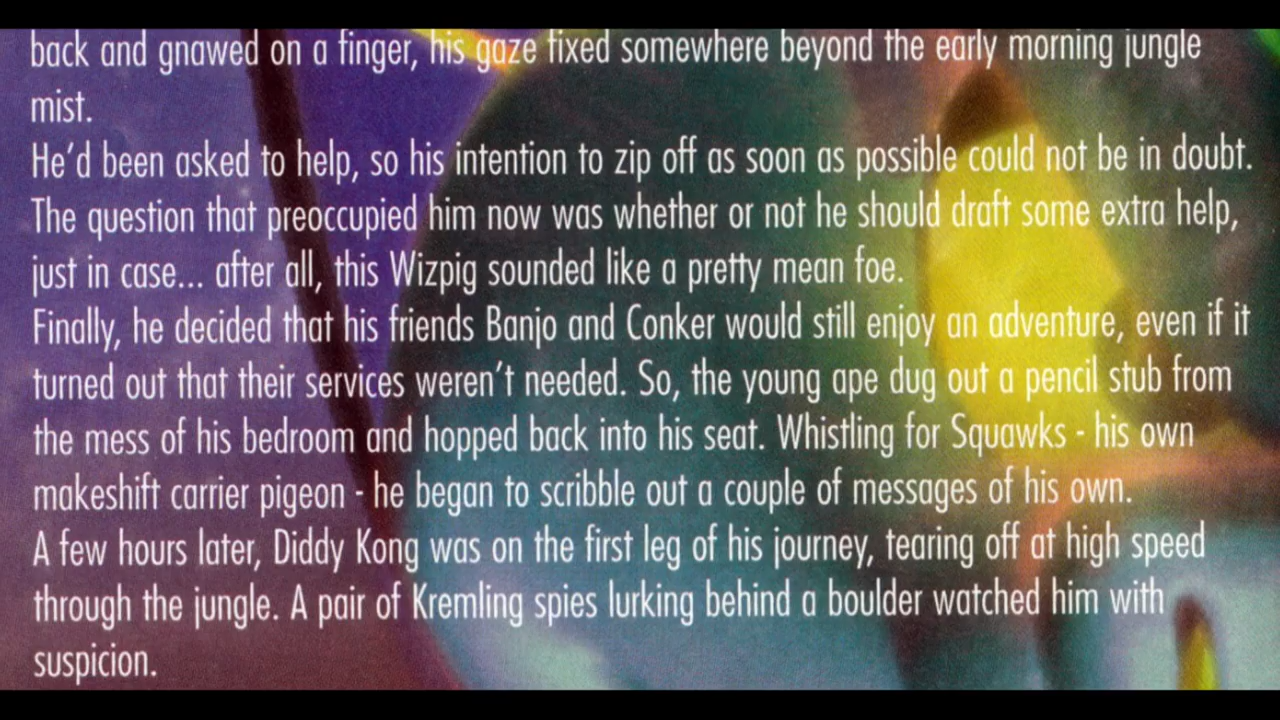 back and gnawed on a finger, his gaze fixed somewhere beyond the early morning jungle
mist.
He'd been asked to help, so his intention to zip off as soon as possible could not be in doubt.
The question that preoccupied him now was whether or not he should draft some extra help,
just in case... after all, this Wizpig sounded like a pretty mean foe.
Finally, he decided that his friends Banjo and Conker would still enjoy an adventure, even if it
turned out that their services weren't needed. So, the young ape dug out a pencil stub from
the mess of his bedroom and hopped back into his seat. Whistling for Squawks - his own
makeshift carrier pigeon - he began to scribble out a couple of messages of his own.
A few hours later, Diddy Kong was on the first leg of his journey, tearing off at high speed
through the jungle. A pair of Kremling spies lurking behind a boulder watched him with
suspicion.